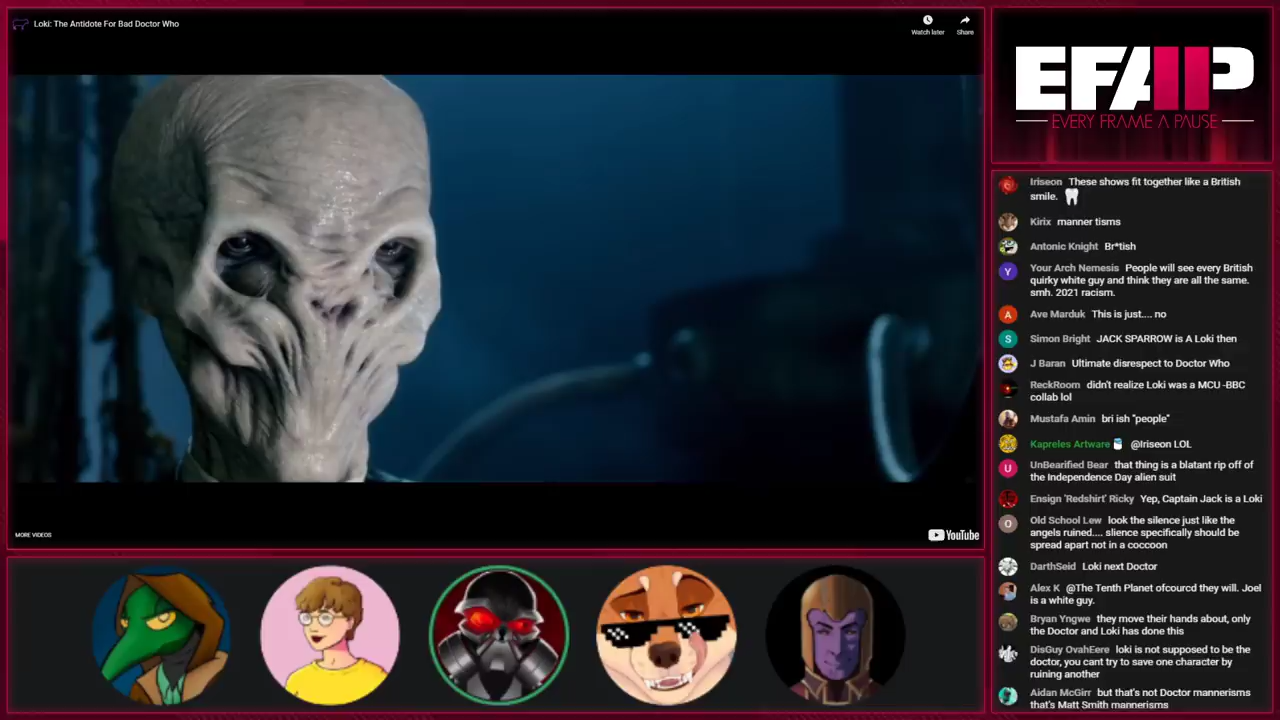 Loki: The Antidote For Bad Doctor Who
Watch later
Share
MORE VIDEOS
YouTube
EFAP
EVERY FRAME A PAUSE
Iriseon These shows fit together like a British
smile.
Kirix manner tisms
Antonic Knight Br*tish
Y
Your Arch Nemesis People will see every British
quirky white guy and think they are all the same.
smh. 2021 racism.
A
Ave Marduk This is just.... no
S
Simon Bright JACK SPARROW is A Loki then
J Baran Ultimate disrespect to Doctor Who
ReckRoom didn't realize Loki was a MCU -BBC
collab lol
Mustafa Amin bri ish "people"
Kapreles Artware @Iriseon LOL
U
UnBearified Bear that thing is a blatant rip off of
the Independence Day alien suit
Ensign 'Redshirt' Ricky Yep, Captain Jack is a Loki
O
Old School Lew look the silence just like the
angels ruined.... slience specifically should be
spread apart not in a coccoon
DarthSeid Loki next Doctor
Alex K @The Tenth Planet ofcourcd they will. Joel
is a white guy.
Bryan Yngwe they move their hands about, only
the Doctor and Loki has done this
DisGuy OvahEere loki is not supposed to be the
doctor, you cant try to save one character by
ruining another
Aidan McGirr but that's not Doctor mannerisms
that's Matt Smith mannerisms